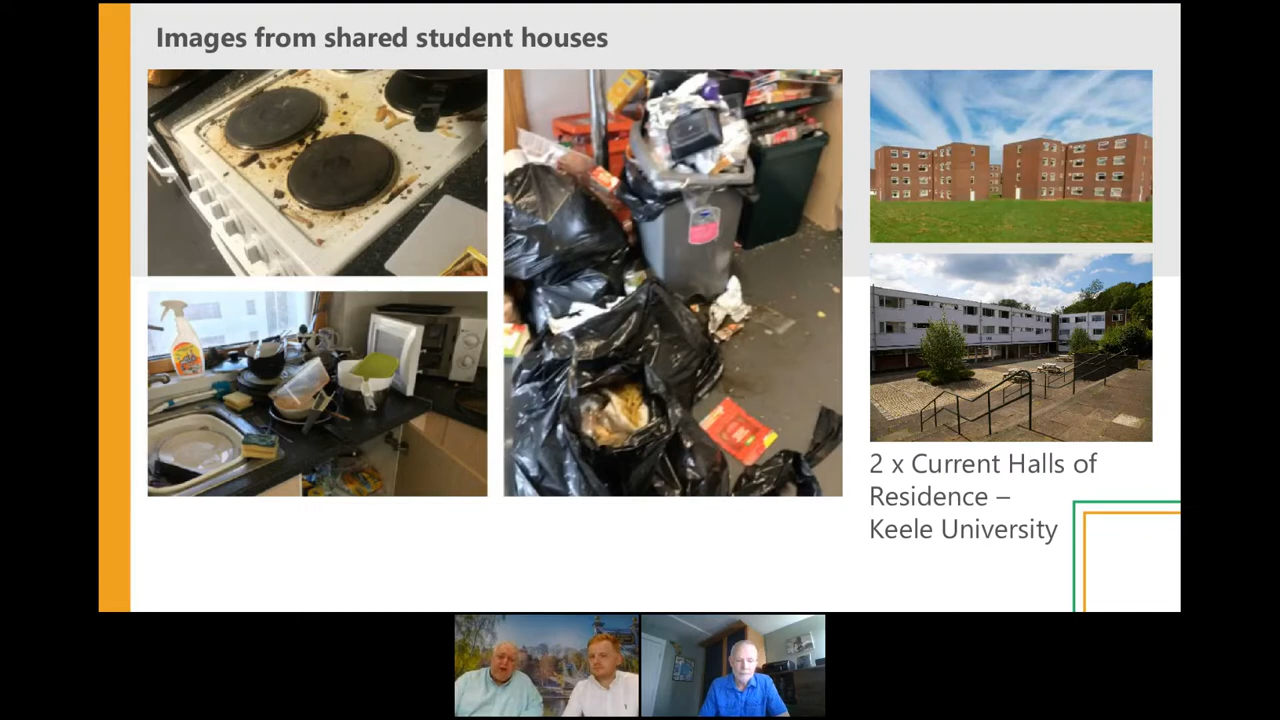 Images from shared student houses
2 x Current Halls of
Residence –
Keele University